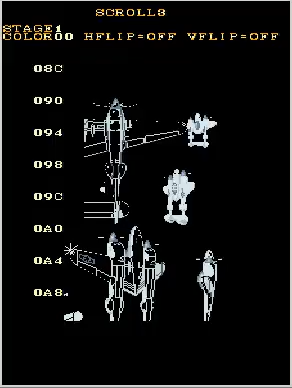 SCROLL3
STAGE1
COLOR00 HFLIP=OFF VFLIP=OFF
08C
090
094
098
09C
0A0
0A4
0A8